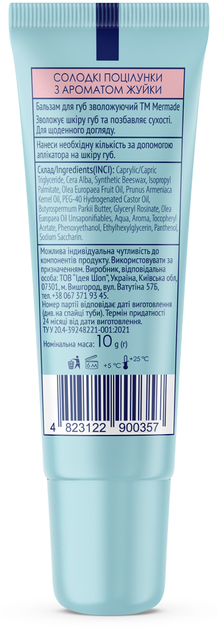 СОЛОДКІ ПОЦІЛУНКИ
З АРОМАТОМ ЖУЙКИ
Бальзам для губ зволожуючий ТМ Mermade
Зволожує шкіру губ та позбавляє сухості.
Для щоденного догляду.
Нанеси необхідну кількість за допомогою
аплікатора на шкіру губ.
Склад/Ingredients(INCI): Caprylic/Capric
Triglyceride, Cera Alba, Synthetic Beeswax, Isopropyl
Palmitate, Olea Europaea Fruit Oil, Prunus Armeniaca
Kernel Oil, PEG-40 Hydrogenated Castor Oil,
Butyrospermum Parkii Butter, Glyceryl Rosinate, Olea
Europaea Oil Unsaponifiables, Aqua, Aroma, Tocopheryl
Acetate, Phenoxyethanol, Ethylhexylglycerin, Panthenol,
Sodium Saccharin.
Можлива індивідуальна чутливість до
компонентів продукту. Використовувати за
призначенням. Виробник, відповідальна
особа: ТОВ "Ідея Шоп", Україна, Київська обл.
07301, м. Вишгород, вул. Ватутіна 57Б,
тел.+38 067 371 93 45.
Номер партії відповідає даті виготовлення
(див. на спайці туби). Термін придатності
24 місяці від дати виготовлення.
ТУ У 20.4-39248221-001:2021
Номінальна маса: 10 g (г)
6 M
+5 °C
+25 °C
4 823122 900357